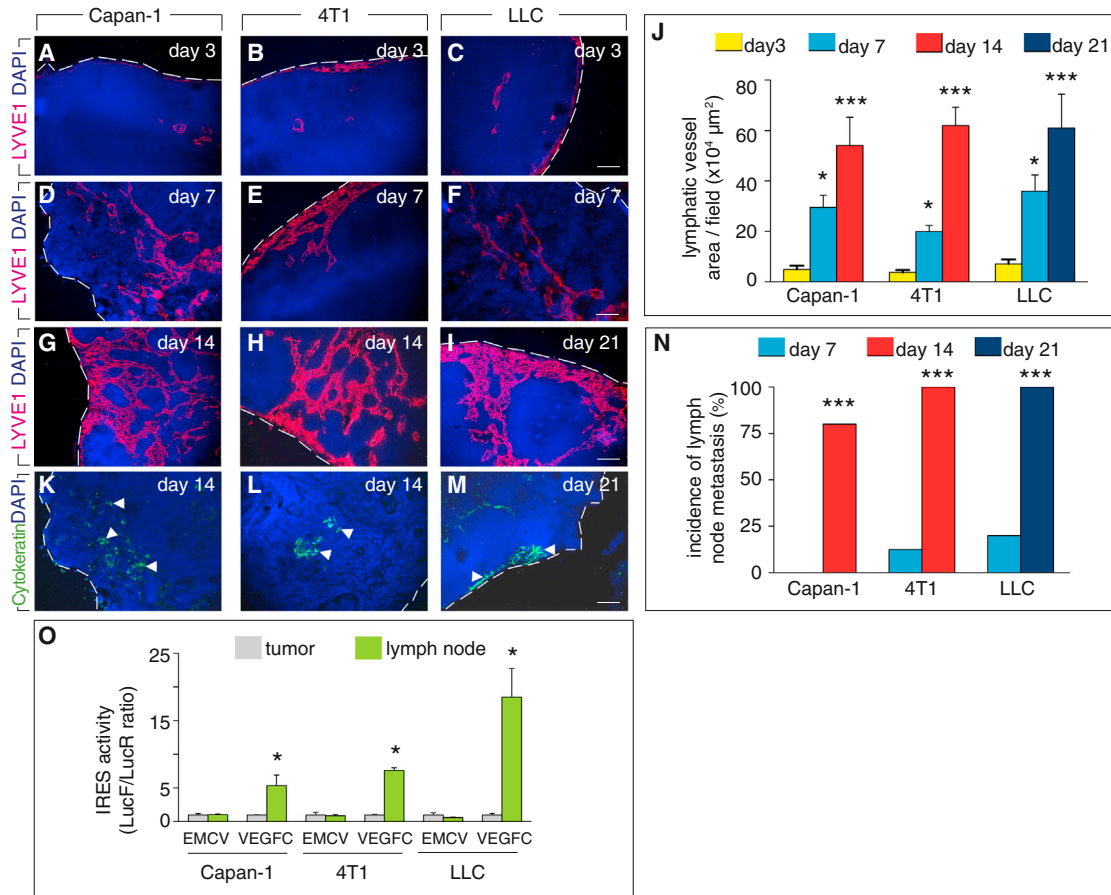 Capan-1 4T1 LLC
LYVE1 DAPI
A day 3
B day 3
C day 3
LYVE1 DAPI
D day 7
E day 7
F day 7
LYVE1 DAPI
G day 14
H day 14
I day 21
Cytokeratin DAPI
K day 14
L day 14
M day 21
J
day3 day 7 day 14 day 21
lymphatic vessel
area / field (x10⁴ µm²)
80
60
40
20
0
* *** * *** * ***
Capan-1 4T1 LLC
N
day 7 day 14 day 21
incidence of lymph
node metastasis (%)
100
75
50
25
0
*** *** ***
Capan-1 4T1 LLC
O
tumor lymph node
IRES activity
(LucF/LucR ratio)
25
15
5
0
* * *
EMCV VEGFC EMCV VEGFC EMCV VEGFC
Capan-1 4T1 LLC